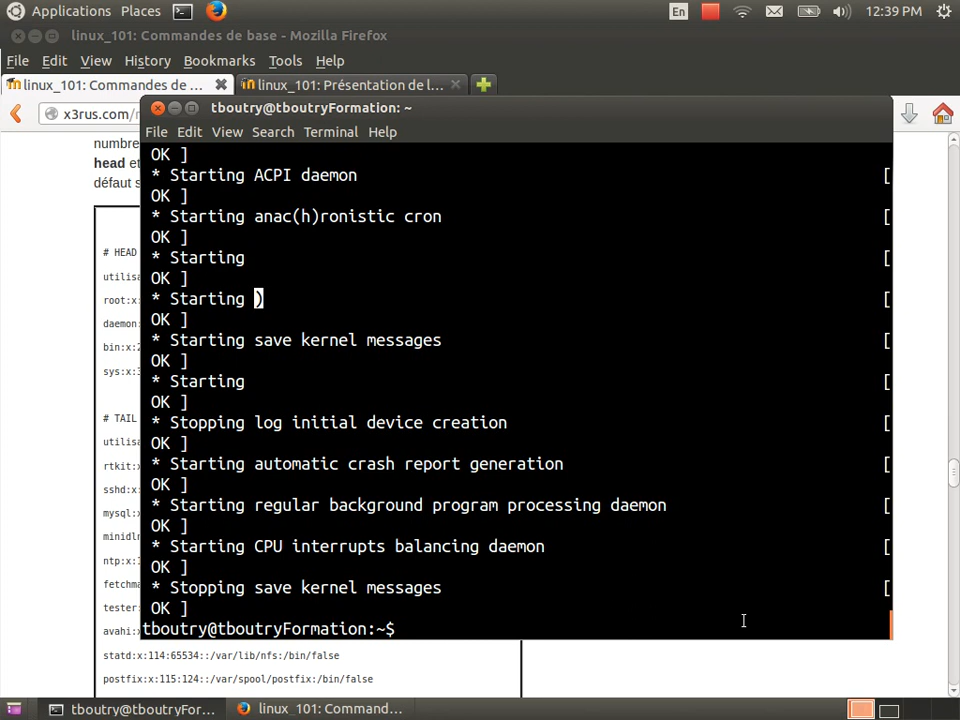 Applications Places En 12:39 PM
linux_101: Commandes de base - Mozilla Firefox
File Edit View History Bookmarks Tools Help
linux_101: Commandes de ... linux_101: Présentation de l...
x3rus.com/
tboutry@tboutryFormation: ~
File Edit View Search Terminal Help
nombre
head et
défaut s
# HEAD
utilisa
root:x:
daemon:
bin:x:2
sys:x:3
# TAIL
utilisa
rtkit:x
sshd:x:
mysql:x
minidln
ntp:x:1
fetchma
tester:
avahi:x
statd:x:114:65534::/var/lib/nfs:/bin/false
postfix:x:115:124::/var/spool/postfix:/bin/false
OK ]
* Starting ACPI daemon [
OK ]
* Starting anac(h)ronistic cron [
OK ]
* Starting [
OK ]
* Starting ) [
OK ]
* Starting save kernel messages [
OK ]
* Starting [
OK ]
* Stopping log initial device creation [
OK ]
* Starting automatic crash report generation [
OK ]
* Starting regular background program processing daemon [
OK ]
* Starting CPU interrupts balancing daemon [
OK ]
* Stopping save kernel messages [
OK ]
tboutry@tboutryFormation:~$
tboutry@tboutryFor... linux_101: Command...